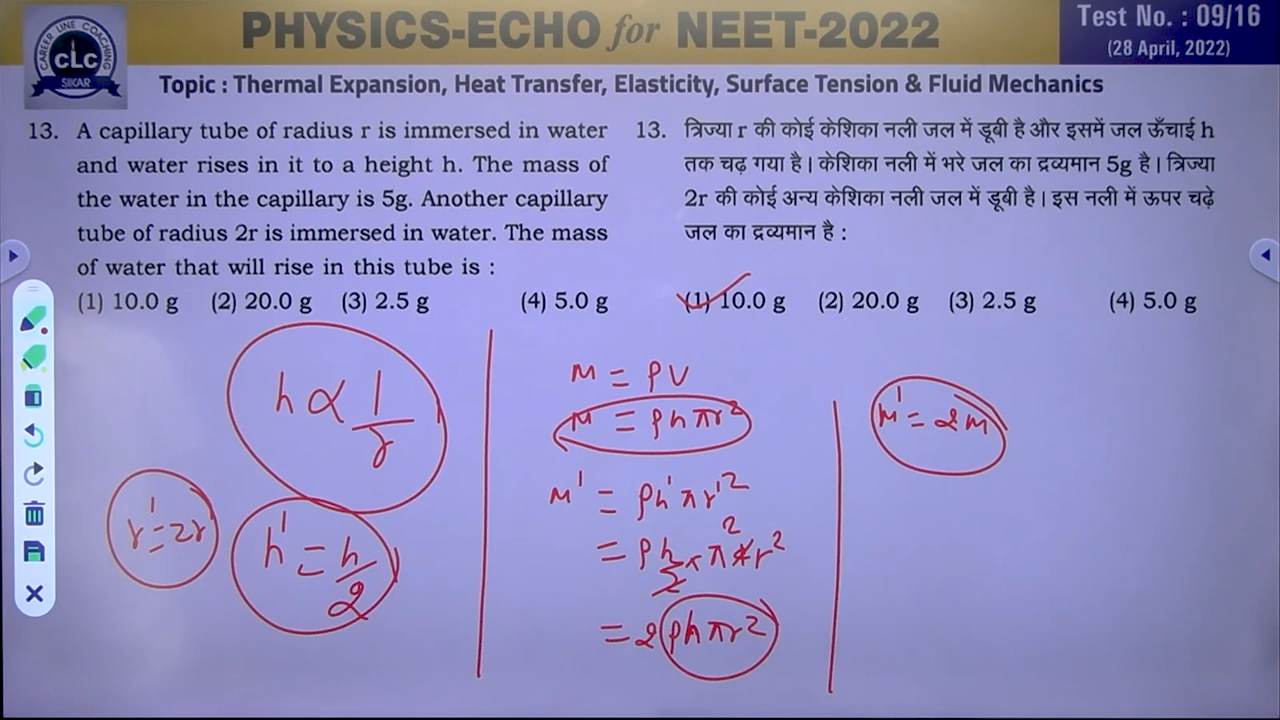 PHYSICS-ECHO for NEET-2022
Test No. : 09/16
(28 April, 2022)
CAREER LINE COACHING
CLC
SIKAR
Topic : Thermal Expansion, Heat Transfer, Elasticity, Surface Tension & Fluid Mechanics
13. A capillary tube of radius r is immersed in water
and water rises in it to a height h. The mass of
the water in the capillary is 5g. Another capillary
tube of radius 2r is immersed in water. The mass
of water that will rise in this tube is :
(1) 10.0 g (2) 20.0 g (3) 2.5 g (4) 5.0 g
13. त्रिज्या r की कोई केशिका नली जल में डूबी है और इसमें जल ऊँचाई h
तक चढ़ गया है। केशिका नली में भरे जल का द्रव्यमान 5g है। त्रिज्या
2r की कोई अन्य केशिका नली जल में डूबी है। इस नली में ऊपर चढ़े
जल का द्रव्यमान है :
(1) 10.0 g (2) 20.0 g (3) 2.5 g (4) 5.0 g
h ∝ 1/r
r' = 2r
h' = h/2
M = ρV
M = ρhπr²
M' = ρh'πr'²
= ρh/2 × π4r² 2
= 2ρhπr²
M' = 2M